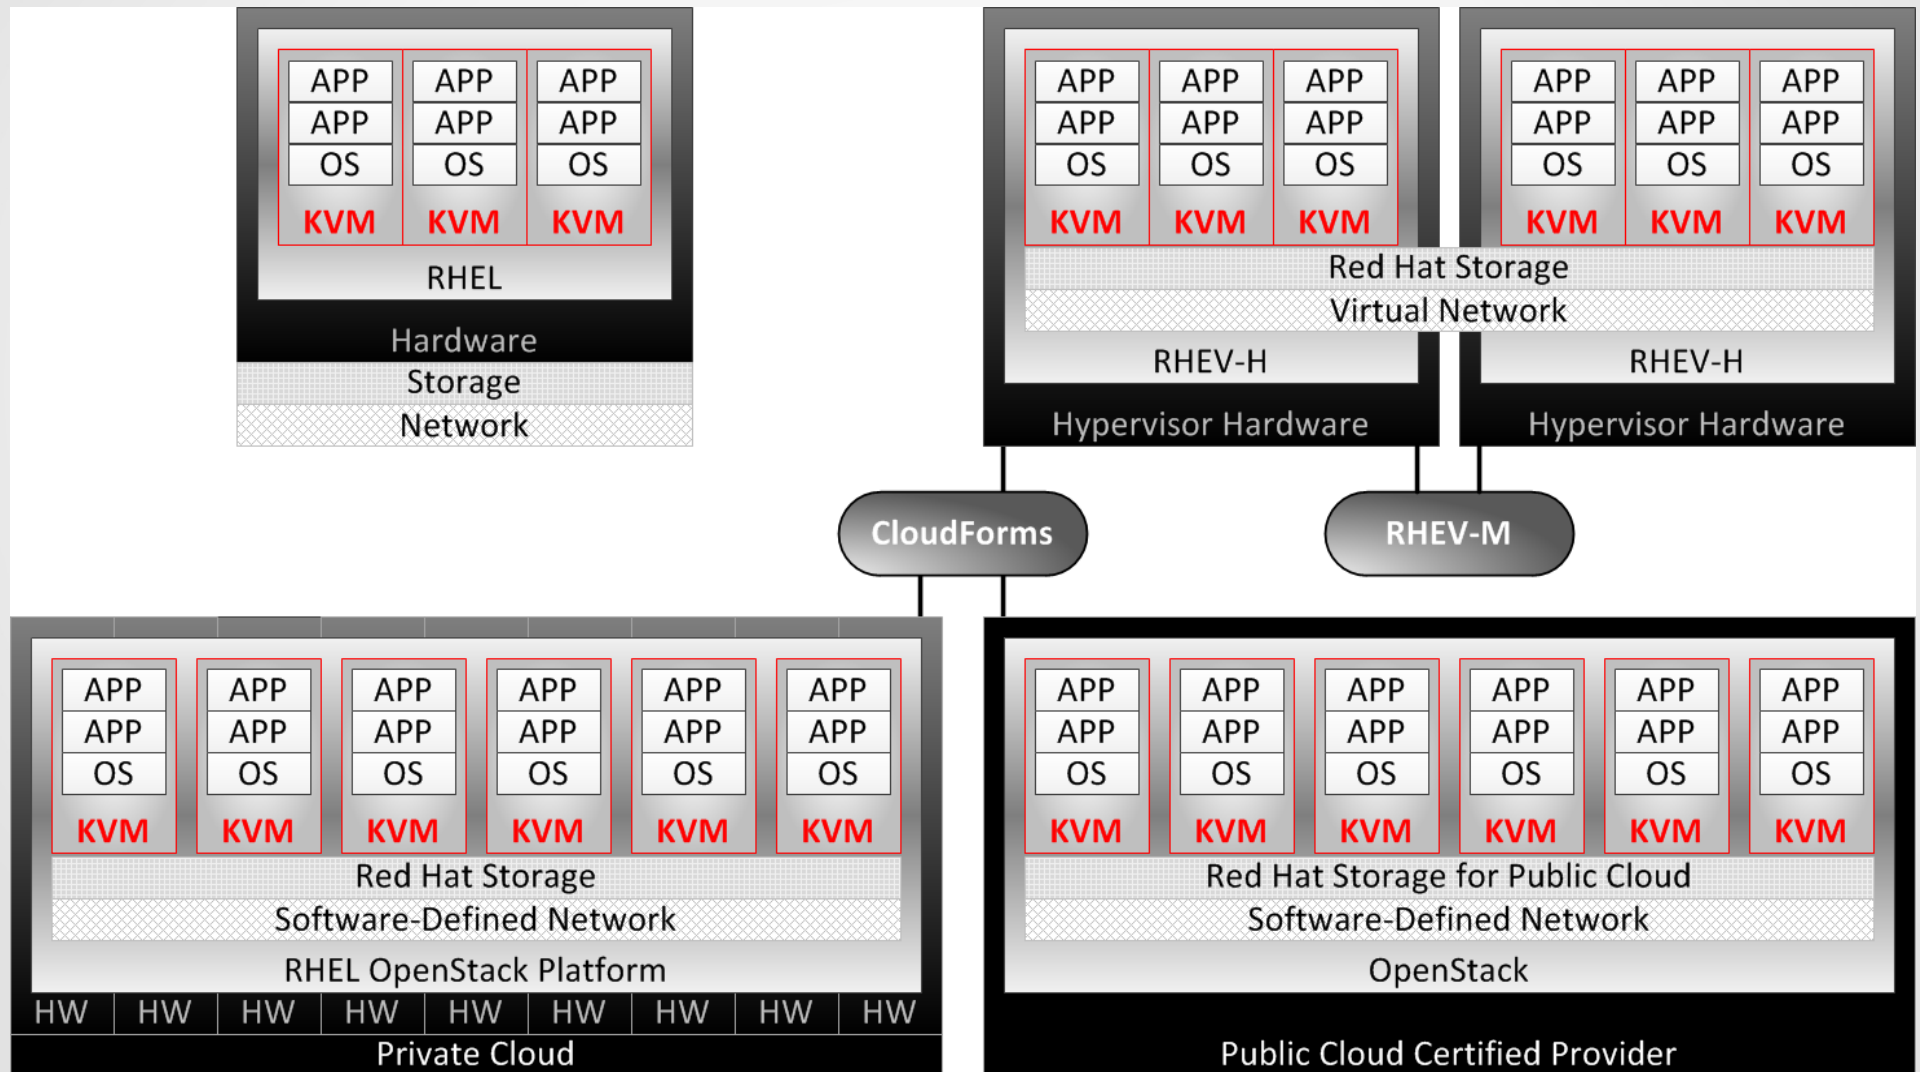 APP APP APP
APP APP APP
OS OS OS
KVM KVM KVM
RHEL
Hardware
Storage
Network
APP APP APP APP APP APP
APP APP APP APP APP APP
OS OS OS OS OS OS
KVM KVM KVM KVM KVM KVM
Red Hat Storage
Virtual Network
RHEV-H RHEV-H
Hypervisor Hardware Hypervisor Hardware
CloudForms RHEV-M
APP APP APP APP APP APP
APP APP APP APP APP APP
OS OS OS OS OS OS
KVM KVM KVM KVM KVM KVM
Red Hat Storage
Software-Defined Network
RHEL OpenStack Platform
HW HW HW HW HW HW HW HW HW
Private Cloud
APP APP APP APP APP APP
APP APP APP APP APP APP
OS OS OS OS OS OS
KVM KVM KVM KVM KVM KVM
Red Hat Storage for Public Cloud
Software-Defined Network
OpenStack
Public Cloud Certified Provider